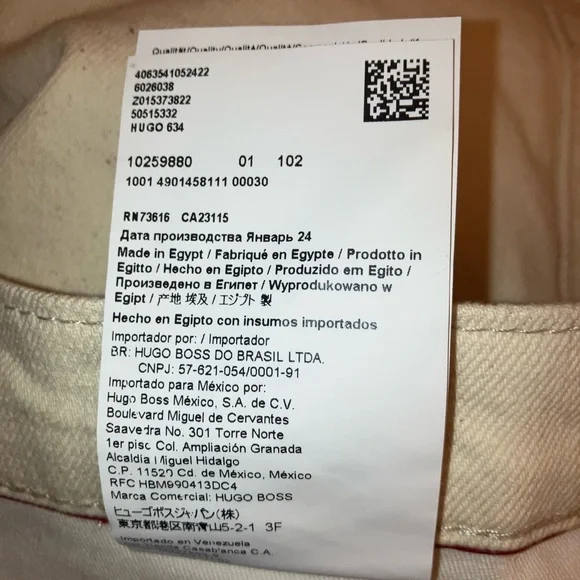 Qualität/Quality/Qualité/Qualità/
4063541052422
6026038
Z015373822
50515332
HUGO 634
10259880 01 102
1001 4901458111 00030
RN73616 CA23115
Дата производства Январь 24
Made in Egypt / Fabriqué en Egypte / Prodotto in
Egitto / Hecho en Egipto / Produzido em Egito /
Произведено в Египет / Wyprodukowano w
Egipt / 产地 埃及 / エジプト 製
Hecho en Egipto con insumos importados
Importador por: / Importador
BR: HUGO BOSS DO BRASIL LTDA.
CNPJ: 57-621-054/0001-91
Importado para México por:
Hugo Boss México, S.A. de C.V.
Boulevard Miguel de Cervantes
Saavedra No. 301 Torre Norte
1er piso Col. Ampliación Granada
Alcaldia Miguel Hidalgo
C.P. 11520 Cd. de México, México
RFC HBM990413DC4
Marca Comercial: HUGO BOSS
ヒューゴボスジャパン(株)
東京都港区南青山5-2-1 3F
Importado en Venezuela
Casablanca C.A.